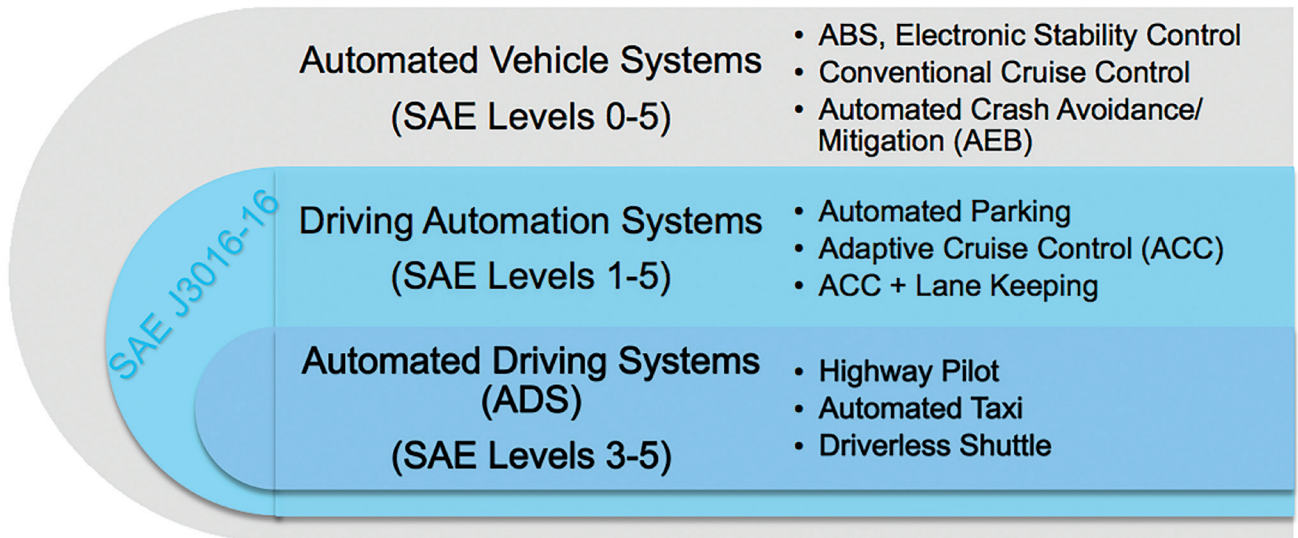 Automated Vehicle Systems
(SAE Levels 0-5)
• ABS, Electronic Stability Control
• Conventional Cruise Control
• Automated Crash Avoidance/
Mitigation (AEB)
SAE J3016-16
Driving Automation Systems
(SAE Levels 1-5)
• Automated Parking
• Adaptive Cruise Control (ACC)
• ACC + Lane Keeping
Automated Driving Systems
(ADS)
(SAE Levels 3-5)
• Highway Pilot
• Automated Taxi
• Driverless Shuttle